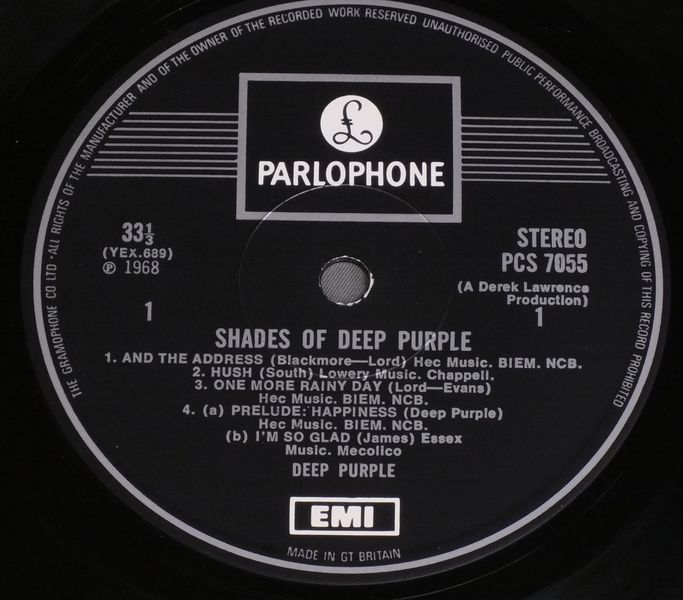 THE GRAMOPHONE CO LTD · ALL RIGHTS OF THE MANUFACTURER AND OF THE OWNER OF THE RECORDED WORK RESERVED UNAUTHORISED PUBLIC PERFORMANCE BROADCASTING AND COPYING OF THIS RECORD PROHIBITED
£
PARLOPHONE
33⅓
(YEX.689)
℗ 1968
1
STEREO
PCS 7055
(A Derek Lawrence
Production)
1
SHADES OF DEEP PURPLE
1. AND THE ADDRESS (Blackmore—Lord) Hec Music. BIEM. NCB.
2. HUSH (South) Lowery Music. Chappell.
3. ONE MORE RAINY DAY (Lord—Evans)
Hec Music. BIEM. NCB.
4. (a) PRELUDE: HAPPINESS (Deep Purple)
Hec Music. BIEM. NCB.
(b) I'M SO GLAD (James) Essex
Music. Mecolico
DEEP PURPLE
EMI
MADE IN GT BRITAIN